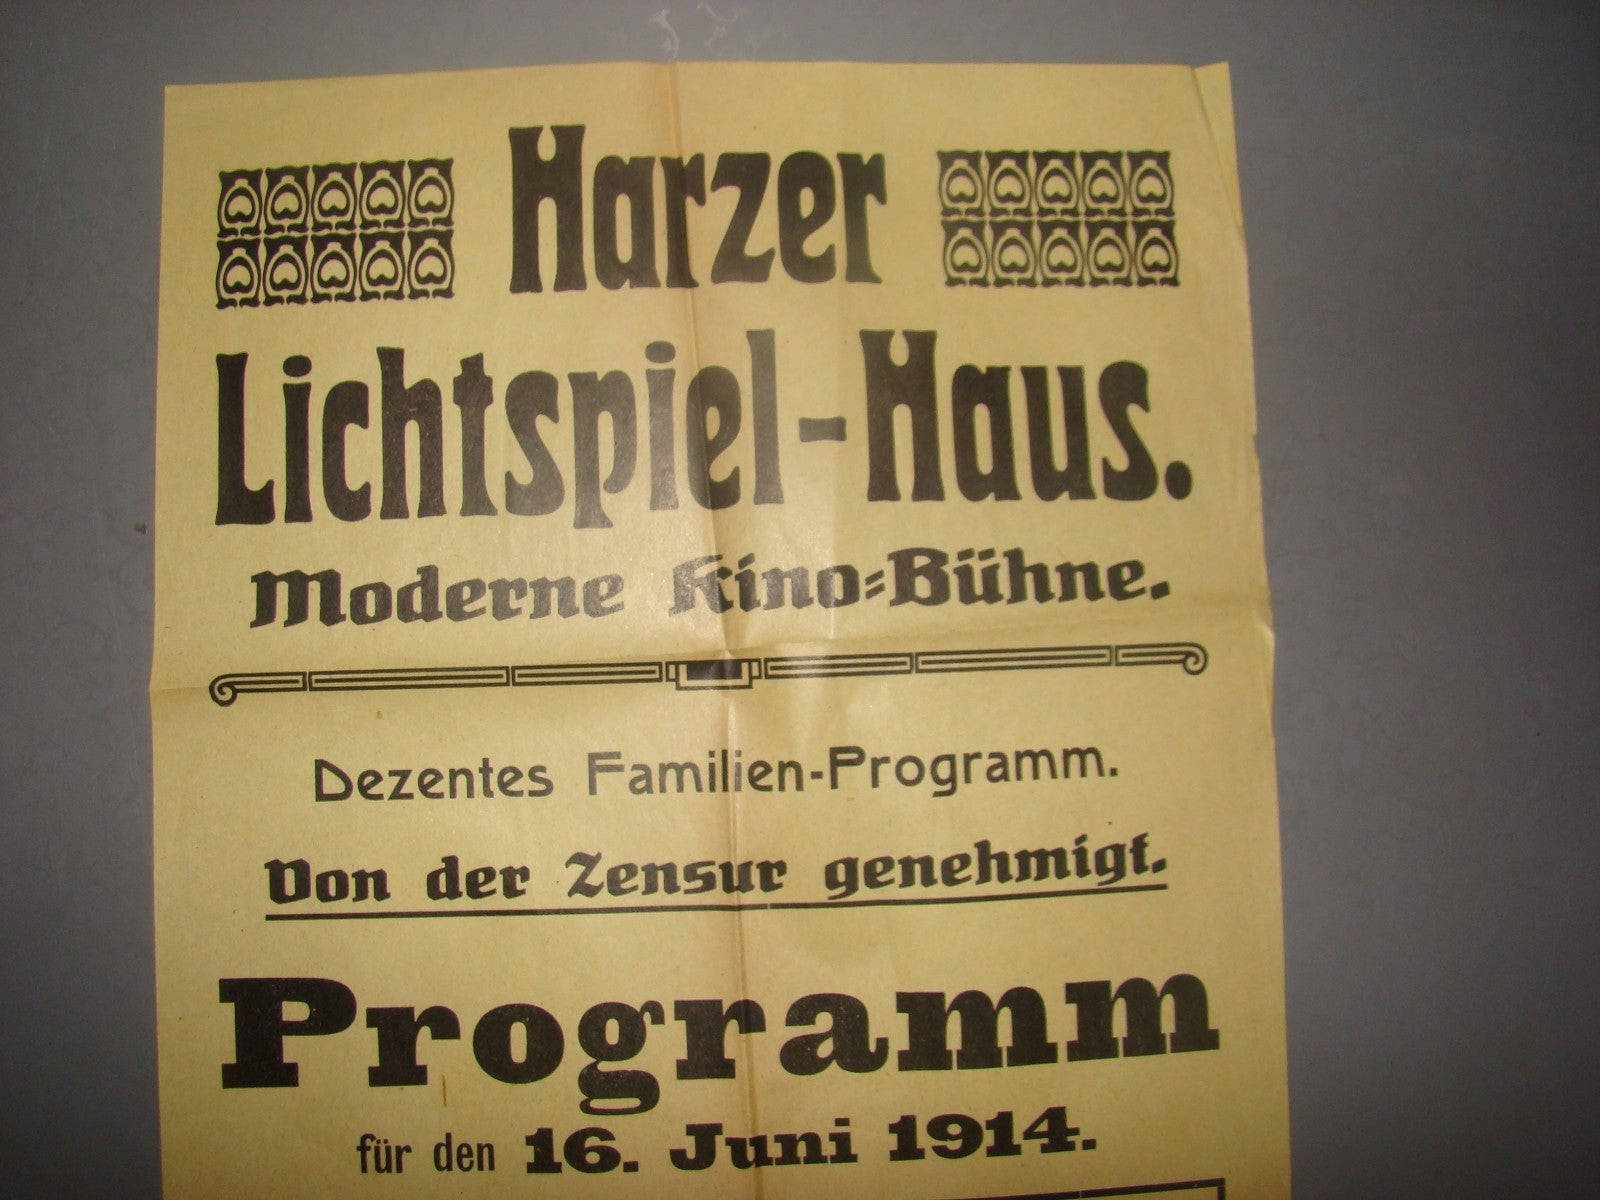 Harzer
Lichtspiel-Haus.
Moderne Kino=Bühne.
Dezentes Familien-Programm.
Von der Zensur genehmigt.
Programm
für den 16. Juni 1914.